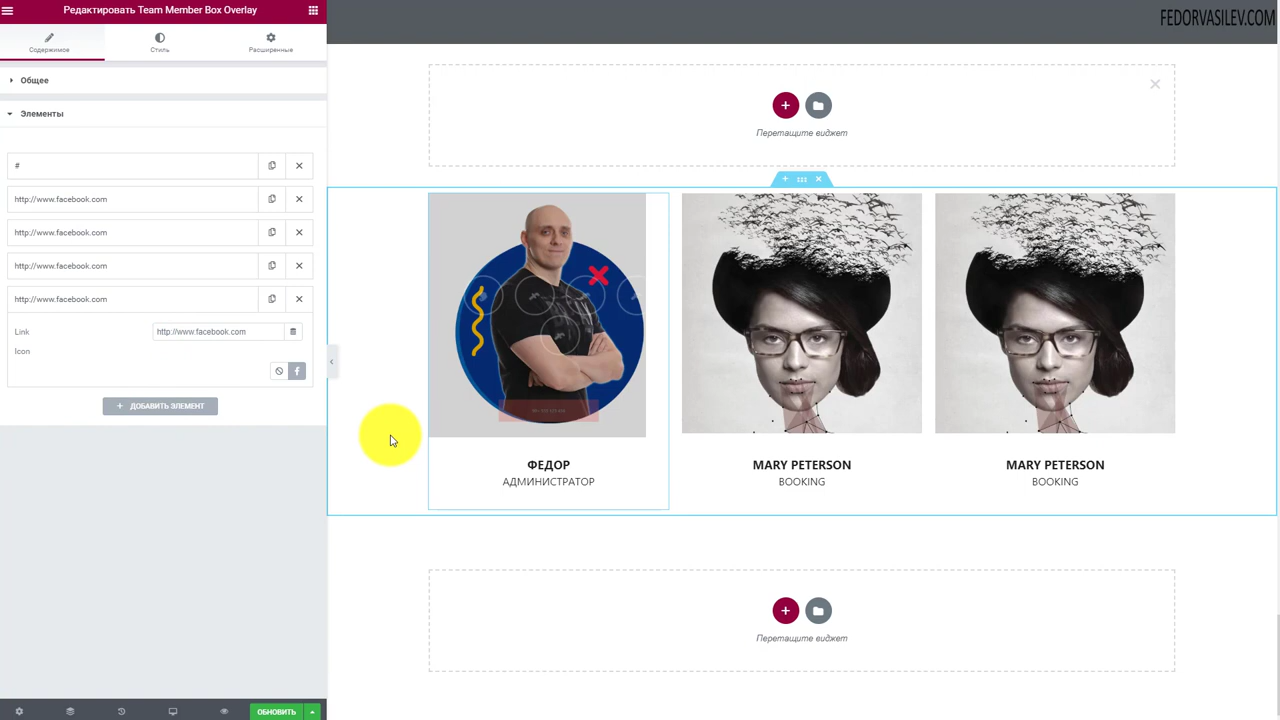 Редактировать Team Member Box Overlay
FEDORVASILEV.COM
Содержимое
Стиль
Расширенные
Общее
Элементы
#
http://www.facebook.com
http://www.facebook.com
http://www.facebook.com
http://www.facebook.com
Link
http://www.facebook.com
Icon
ДОБАВИТЬ ЭЛЕМЕНТ
ОБНОВИТЬ
Перетащите виджет
ФЕДОР
АДМИНИСТРАТОР
MARY PETERSON
BOOKING
MARY PETERSON
BOOKING
Перетащите виджет